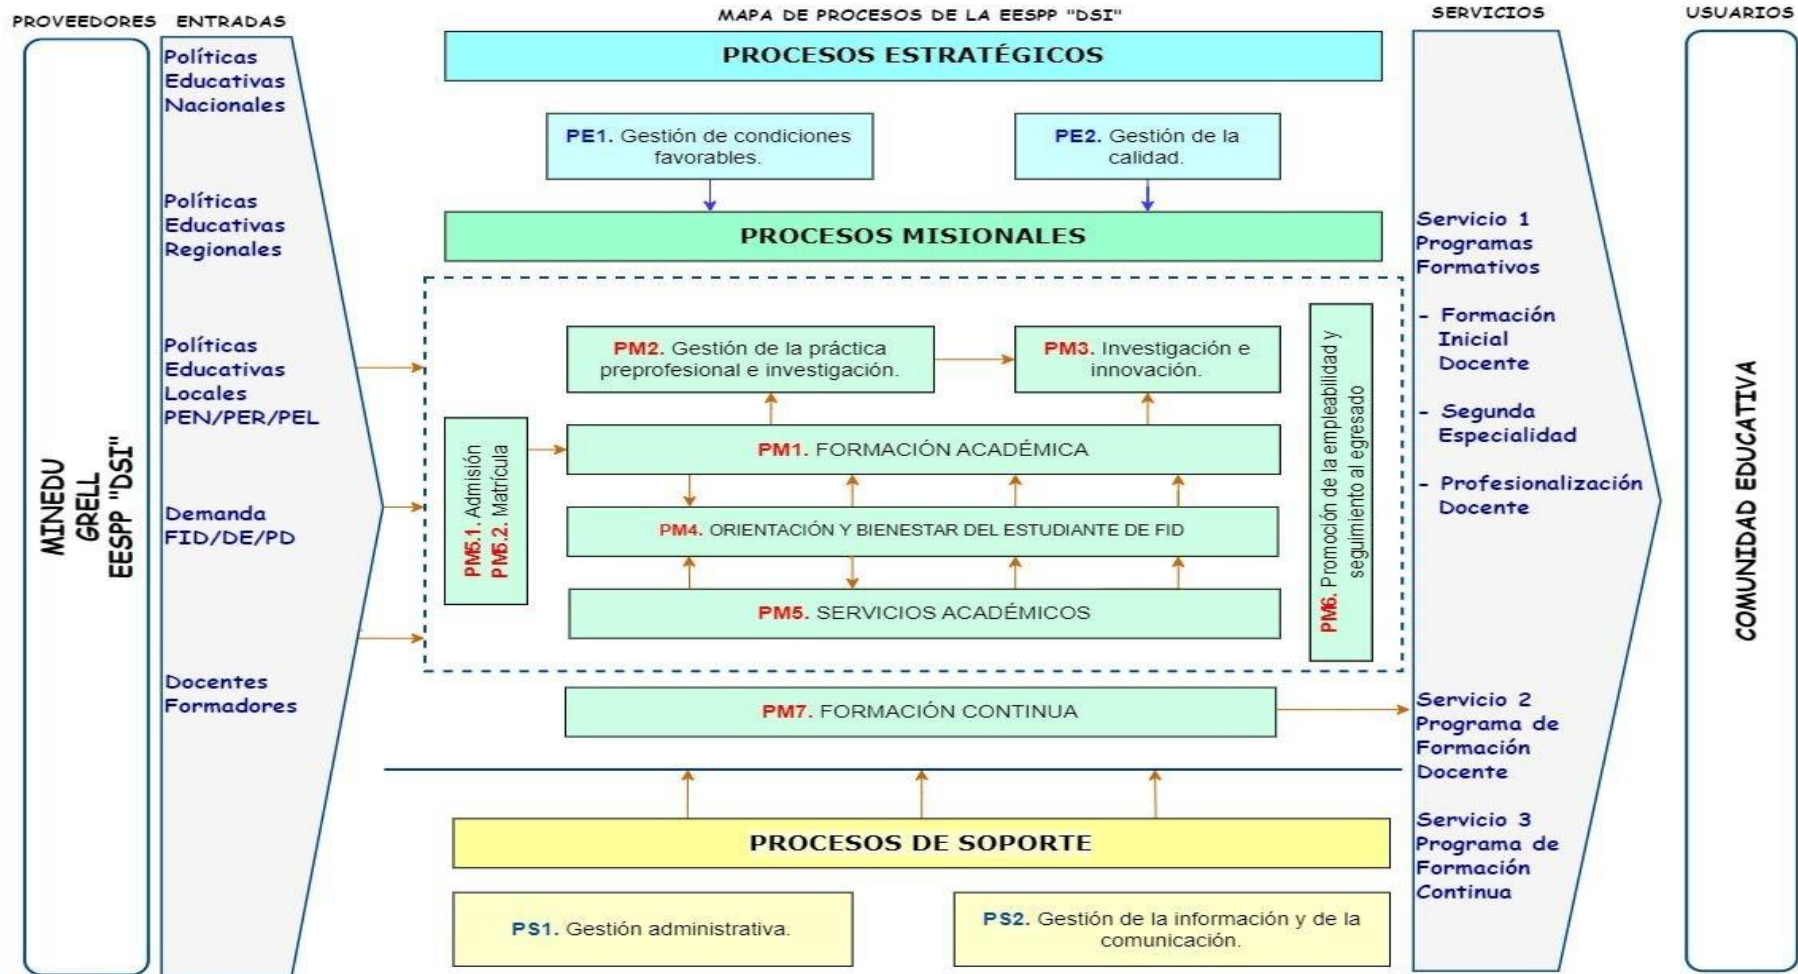 PROVEEDORES
ENTRADAS
MAPA DE PROCESOS DE LA EESPP "DSI"
SERVICIOS
USUARIOS
MINEDU
GRELL
EESPP "DSI"
Políticas
Educativas
Nacionales
Políticas
Educativas
Regionales
Políticas
Educativas
Locales
PEN/PER/PEL
Demanda
FID/DE/PD
Docentes
Formadores
PROCESOS ESTRATÉGICOS
PE1. Gestión de condiciones
favorables.
PE2. Gestión de la
calidad.
PROCESOS MISIONALES
PM2. Gestión de la práctica
preprofesional e investigación.
PM3. Investigación e
innovación.
PM5.1. Admisión
PM5.2. Matrícula
PM1. FORMACIÓN ACADÉMICA
PM4. ORIENTACIÓN Y BIENESTAR DEL ESTUDIANTE DE FID
PM5. SERVICIOS ACADÉMICOS
PM6. Promoción de la empleabilidad y
seguimiento al egresado
PM7. FORMACIÓN CONTINUA
PROCESOS DE SOPORTE
PS1. Gestión administrativa.
PS2. Gestión de la información y de la
comunicación.
Servicio 1
Programas
Formativos
- Formación
Inicial
Docente
- Segunda
Especialidad
- Profesionalización
Docente
Servicio 2
Programa de
Formación
Docente
Servicio 3
Programa de
Formación
Continua
COMUNIDAD EDUCATIVA